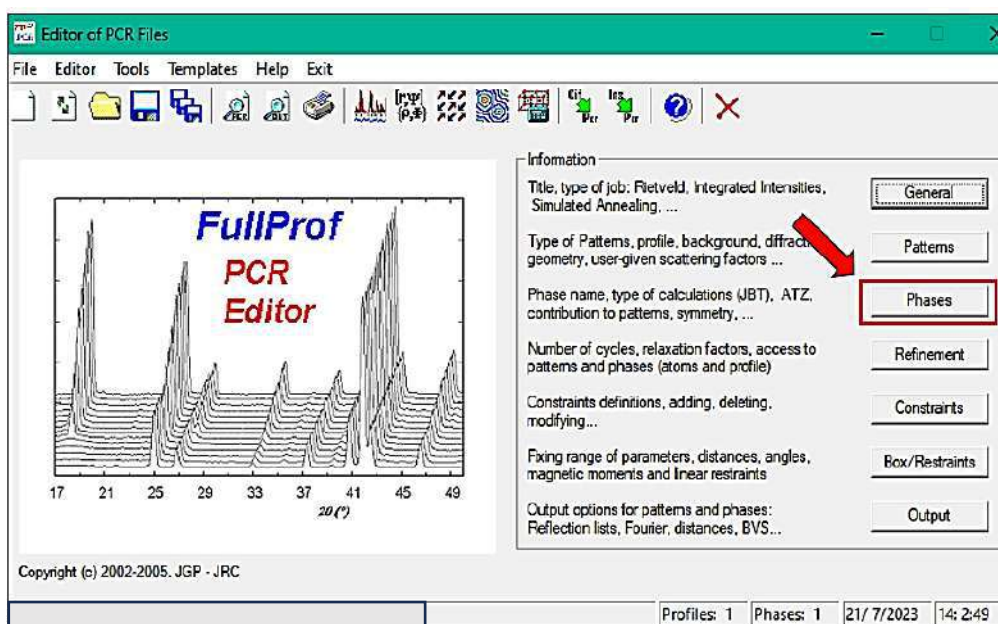 Editor of PCR Files
File Editor Tools Templates Help Exit
FullProf
PCR
Editor
17 21 25 29 33 37 41 45 49
2θ (°)
Information
Title, type of job: Rietveld, Integrated Intensities,
Simulated Annealing, ...
General
Type of Patterns, profile, background,
geometry, user-given scattering factors ...
Patterns
Phase name, type of calculations (JBT), ATZ,
contribution to patterns, symmetry, ...
Phases
Number of cycles, relaxation factors, access to
patterns and phases (atoms and profile)
Refinement
Constraints definitions, adding, deleting,
modifying...
Constraints
Fixing range of parameters, distances, angles,
magnetic moments and linear restraints
Box/Restraints
Output options for patterns and phases:
Reflection lists, Fourier, distances, BVS...
Output
Copyright (c) 2002-2005. JGP - JRC
Profiles: 1 Phases: 1 21/ 7/2023 14: 2:49